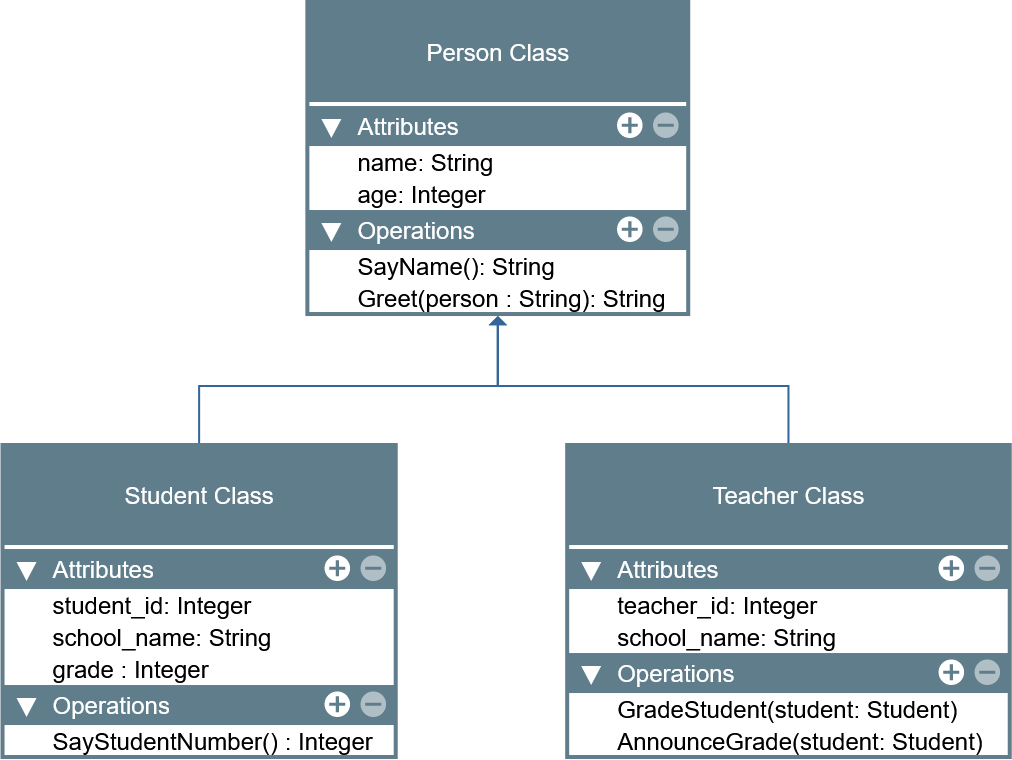 Person Class
Attributes
name: String
age: Integer
Operations
SayName(): String
Greet(person : String): String
Student Class
Attributes
student_id: Integer
school_name: String
grade : Integer
Operations
SayStudentNumber() : Integer
Teacher Class
Attributes
teacher_id: Integer
school_name: String
Operations
GradeStudent(student: Student)
AnnounceGrade(student: Student)